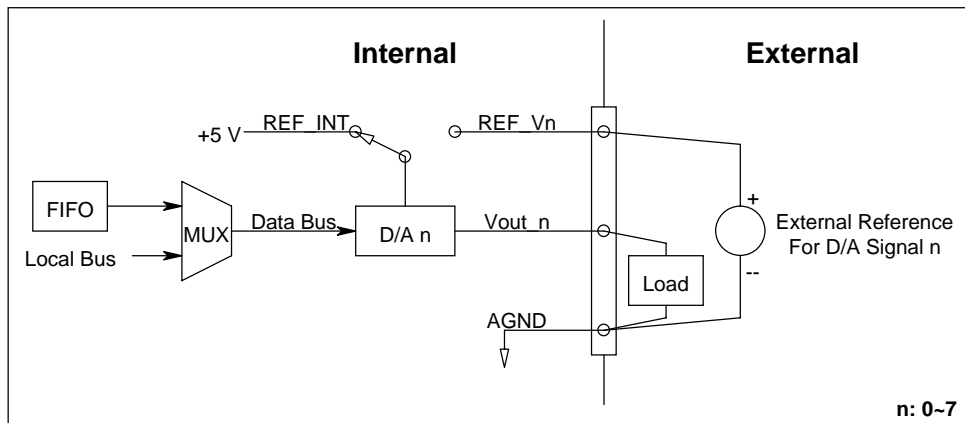 Internal
External
+5 V
REF_INT
REF_Vn
FIFO
MUX
Data Bus
D/A n
Vout_n
Local Bus
+
External Reference
For D/A Signal n
--
Load
AGND
n: 0~7